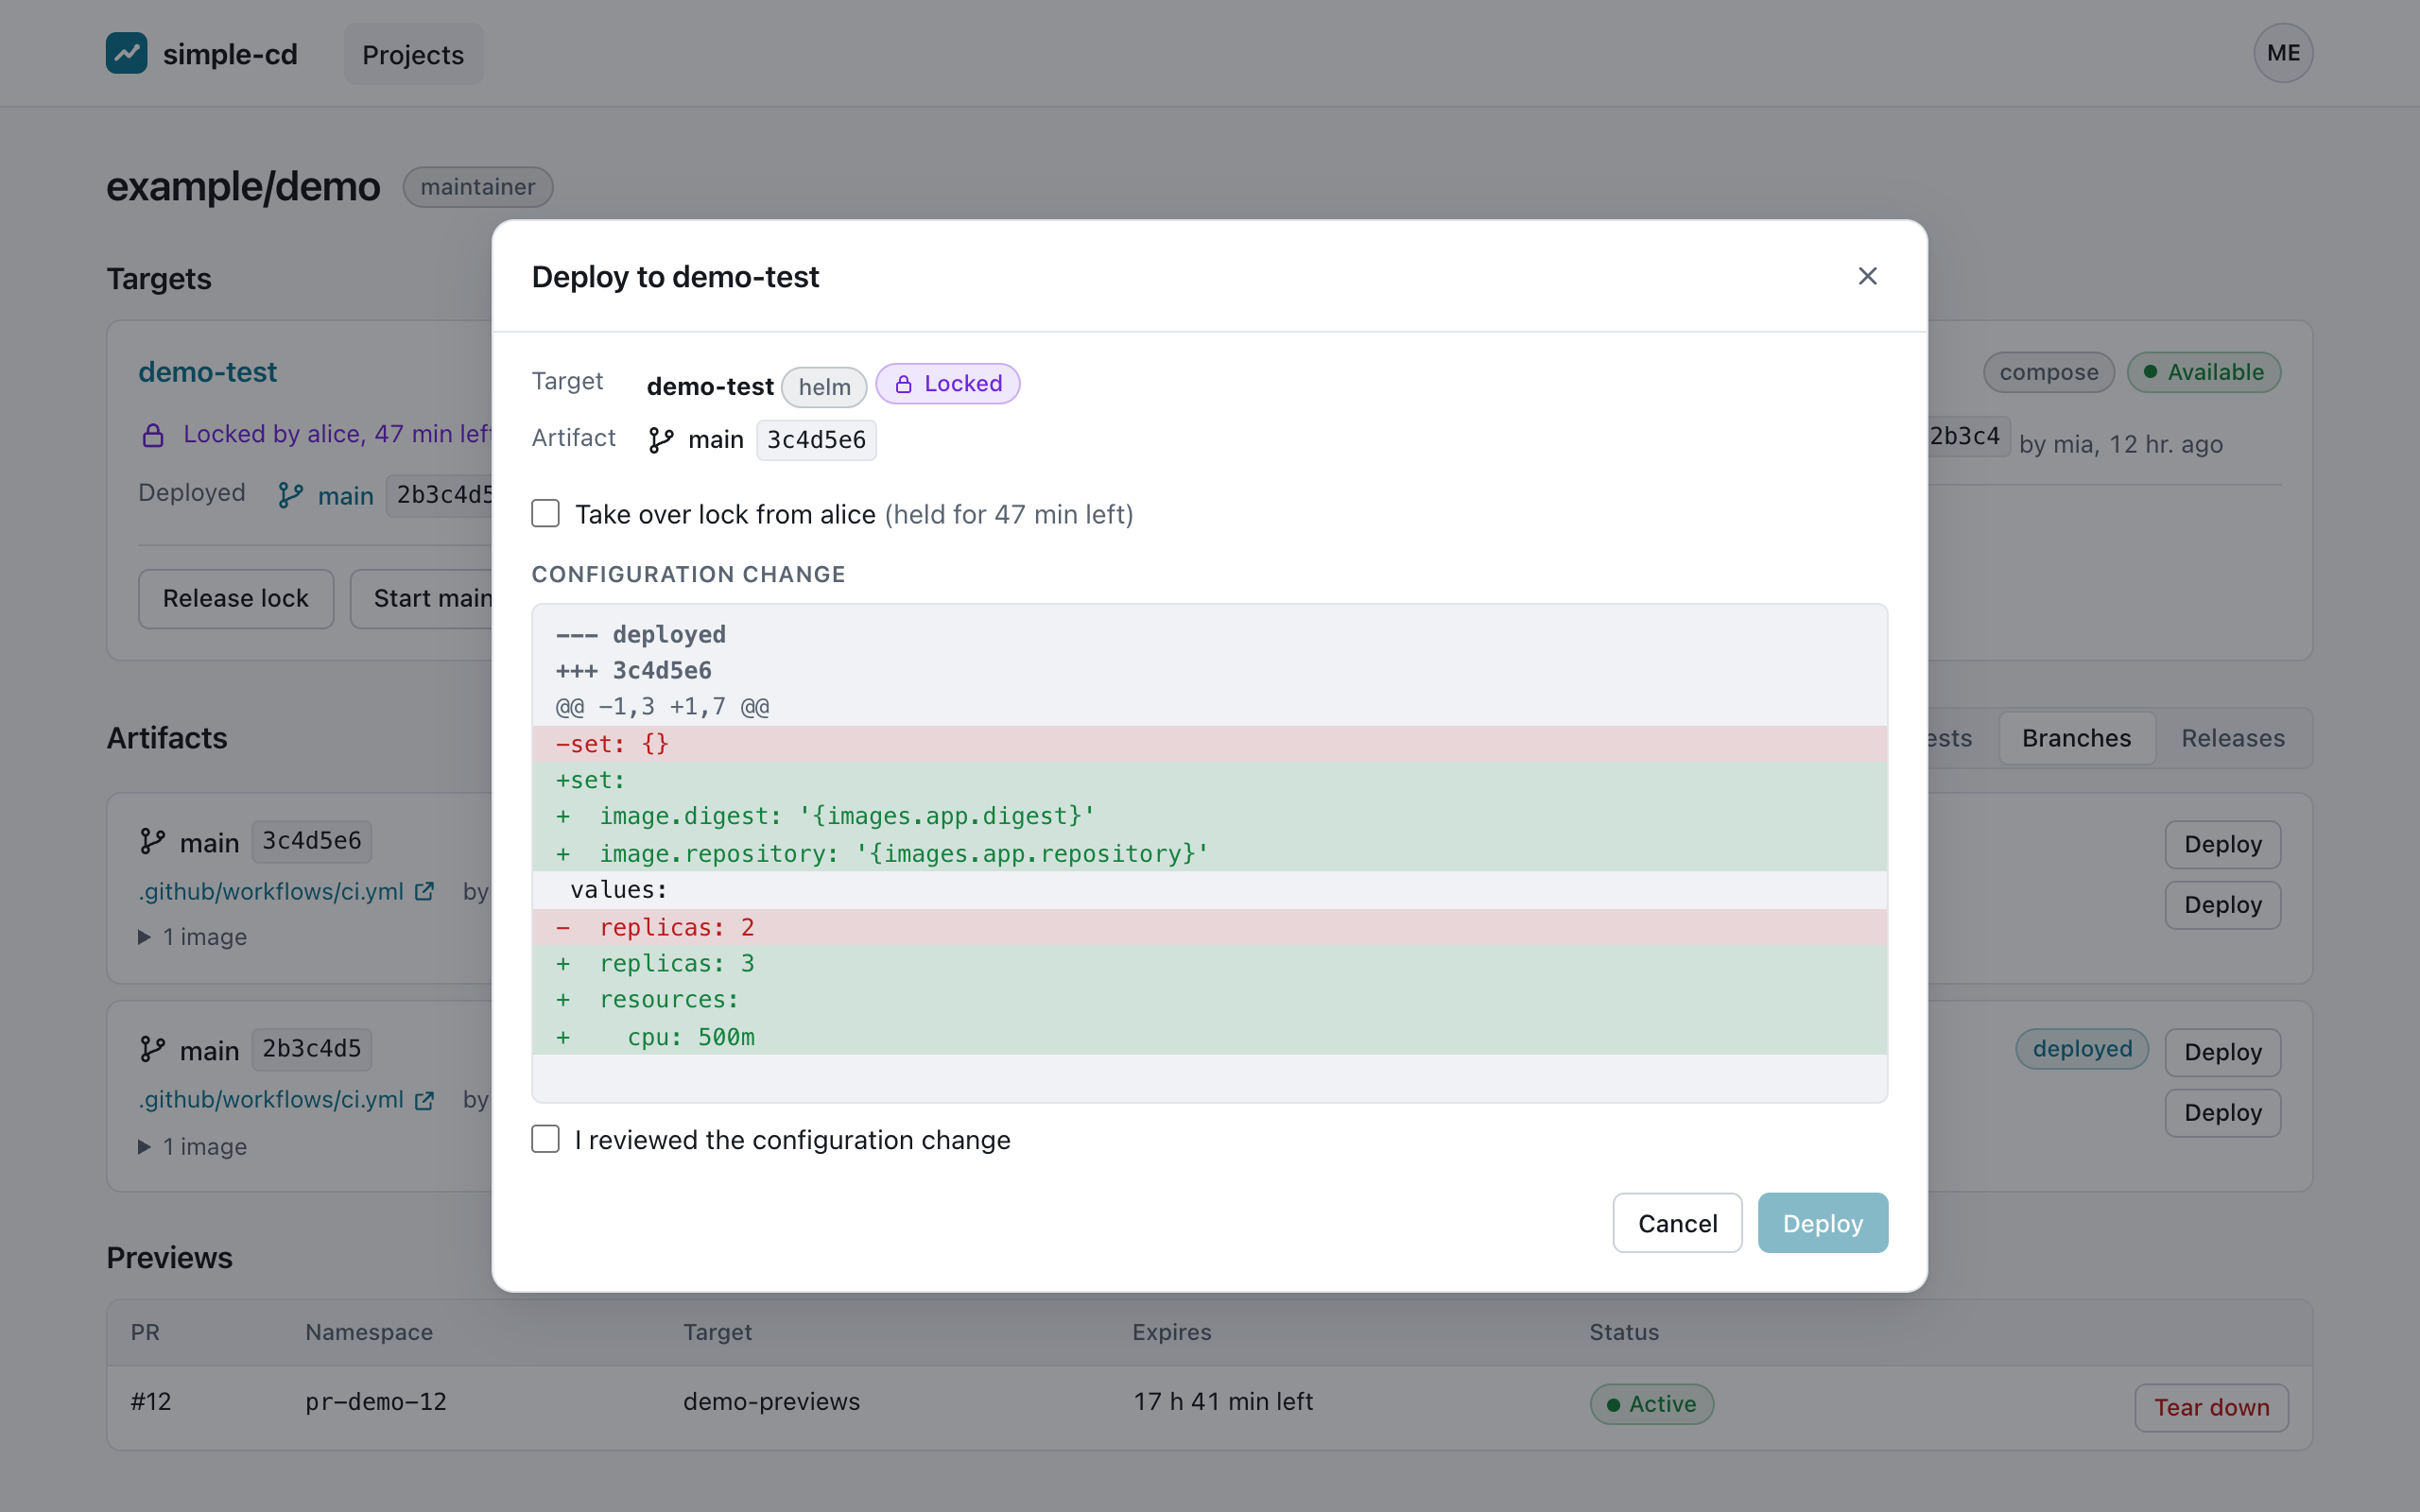 simple-cd
Projects
ME
example/demo maintainer
Targets
demo-test
Locked by alice, 47 min left
Deployed main 2b3c4d5
Release lock
Start main
compose
Available
2b3c4 by mia, 12 hr. ago
Deploy to demo-test
Target demo-test helm Locked
Artifact main 3c4d5e6
Take over lock from alice (held for 47 min left)
CONFIGURATION CHANGE
--- deployed
+++ 3c4d5e6
@@ -1,3 +1,7 @@
-set: {}
+set:
+  image.digest: '{images.app.digest}'
+  image.repository: '{images.app.repository}'
 values:
-  replicas: 2
+  replicas: 3
+  resources:
+    cpu: 500m
I reviewed the configuration change
Cancel
Deploy
Artifacts
ests
Branches
Releases
main 3c4d5e6
.github/workflows/ci.yml by
1 image
Deploy
Deploy
main 2b3c4d5
.github/workflows/ci.yml by
1 image
deployed
Deploy
Deploy
Previews
PR Namespace Target Expires Status
#12 pr-demo-12 demo-previews 17 h 41 min left Active Tear down